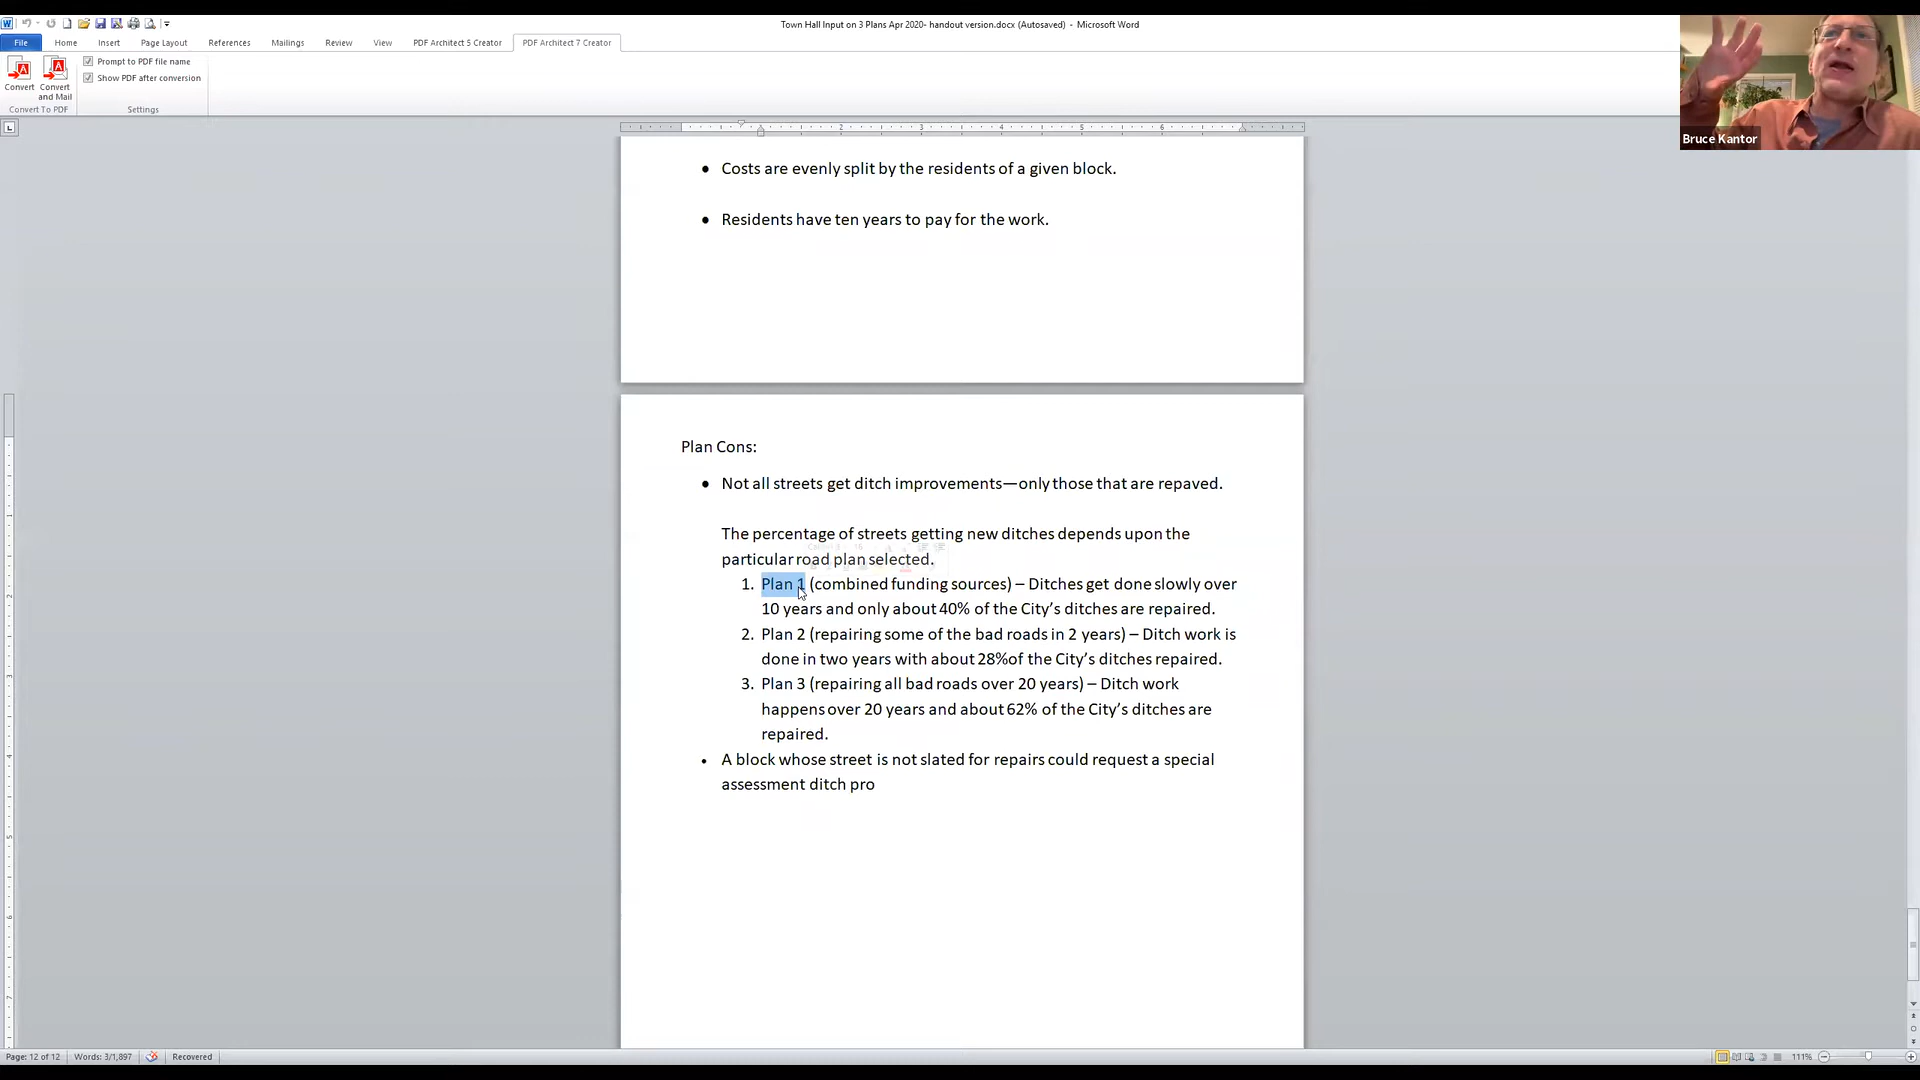 Town Hall Input on 3 Plans Apr 2020- handout version.docx (Autosaved) - Microsoft Word
File Home Insert Page Layout References Mailings Review View PDF Architect 5 Creator PDF Architect 7 Creator
Prompt to PDF file name
Show PDF after conversion
Convert Convert and Mail
Convert To PDF Settings
Bruce Kantor
2 3 4 5 6
• Costs are evenly split by the residents of a given block.
• Residents have ten years to pay for the work.
Plan Cons:
• Not all streets get ditch improvements—only those that are repaved.
The percentage of streets getting new ditches depends upon the
particular road plan selected.
1. Plan 1 (combined funding sources) – Ditches get done slowly over
10 years and only about 40% of the City’s ditches are repaired.
2. Plan 2 (repairing some of the bad roads in 2 years) – Ditch work is
done in two years with about 28%of the City’s ditches repaired.
3. Plan 3 (repairing all bad roads over 20 years) – Ditch work
happens over 20 years and about 62% of the City’s ditches are
repaired.
• A block whose street is not slated for repairs could request a special
assessment ditch pro
Page: 12 of 12 Words: 3/1,897 Recovered 111%